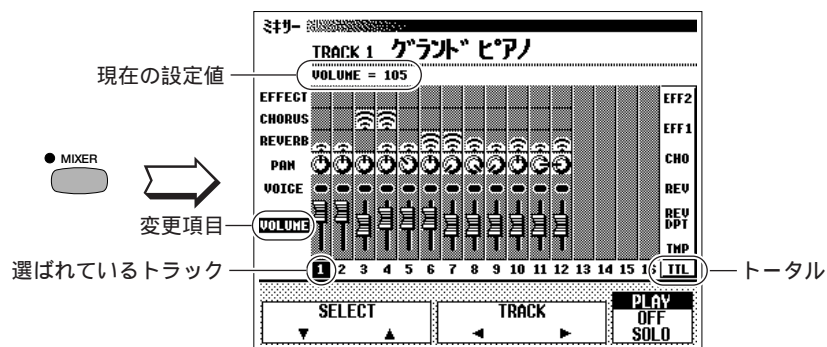 ミキサー
TRACK 1 グランド ピアノ
現在の設定値
VOLUME = 105
EFFECT
CHORUS
REVERB
PAN
VOICE
VOLUME
EFF2
EFF1
CHO
REV
REV DPT
TMP
● MIXER
変更項目
選ばれているトラック
1 2 3 4 5 6 7 8 9 10 11 12 13 14 15 16 TTL
トータル
SELECT
▼ ▲
TRACK
◀ ▶
PLAY
OFF
SOLO